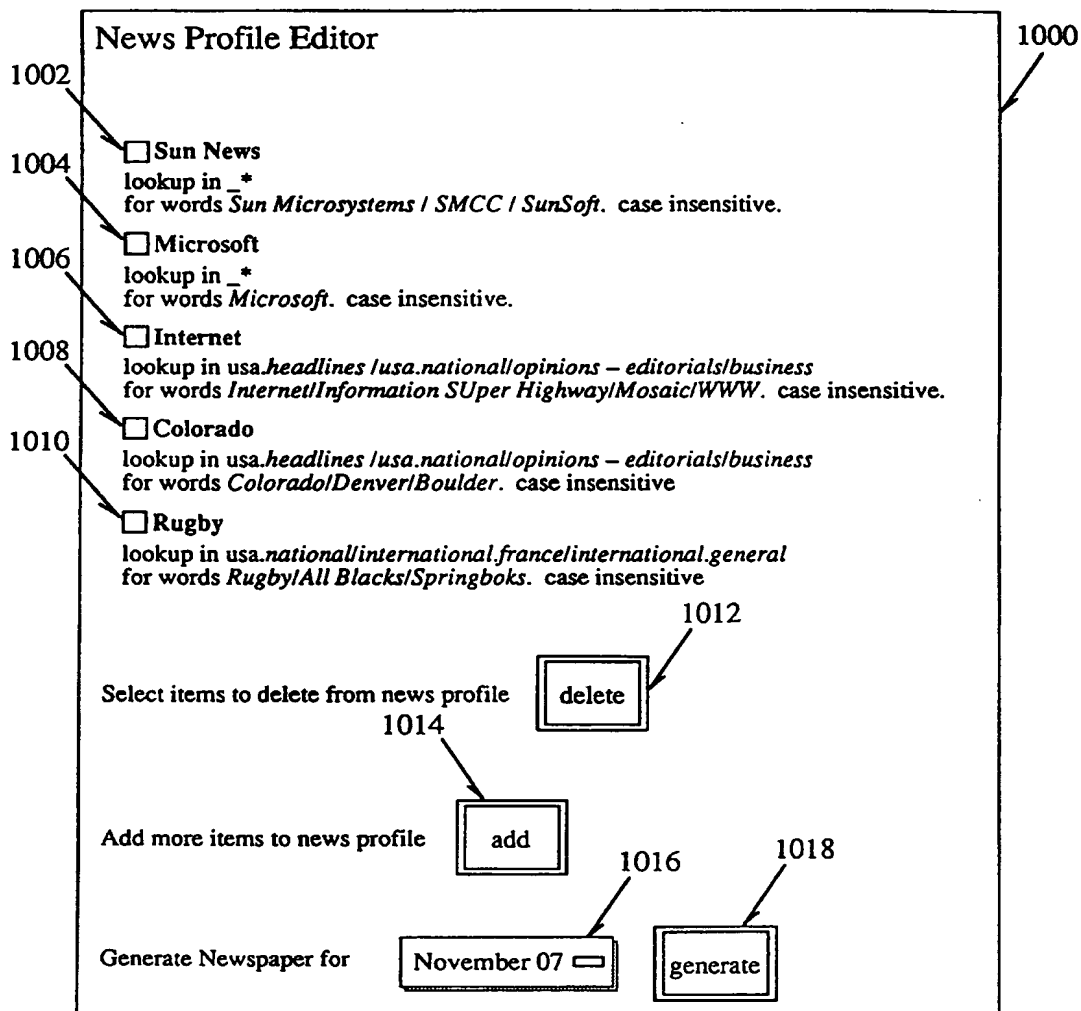 News Profile Editor
1000
1002
Sun News
lookup in _*
for words Sun Microsystems / SMCC / SunSoft. case insensitive.
1004
Microsoft
lookup in _*
for words Microsoft. case insensitive.
1006
Internet
lookup in usa.headlines /usa.national/opinions – editorials/business
for words Internet/Information SUper Highway/Mosaic/WWW. case insensitive.
1008
Colorado
lookup in usa.headlines /usa.national/opinions – editorials/business
for words Colorado/Denver/Boulder. case insensitive
1010
Rugby
lookup in usa.national/international.france/international.general
for words Rugby/All Blacks/Springboks. case insensitive
1012
Select items to delete from news profile delete
1014
Add more items to news profile add
1016
1018
Generate Newspaper for November 07 generate